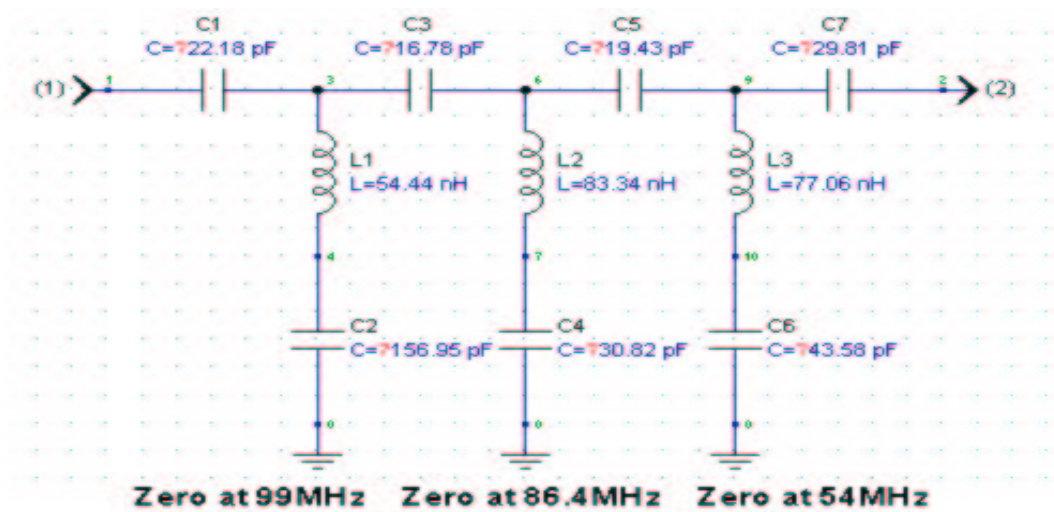 C1 C3 C5 C7
C=?22.18 pF C=?16.78 pF C=?19.43 pF C=?29.81 pF
(1) 1 3 6 9 2 (2)
L1 L2 L3
L=54.44 nH L=83.34 nH L=77.06 nH
4 7 10
C2 C4 C6
C=?156.95 pF C=?30.82 pF C=?43.58 pF
0 0 0
Zero at 99MHz Zero at 86.4MHz Zero at 54MHz